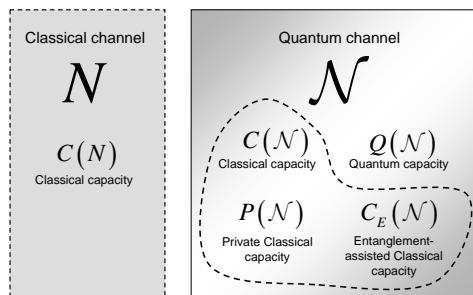 Classical channel
N
C(N)
Classical capacity
Quantum channel
𝒩
C(𝒩)
Classical capacity
Q(𝒩)
Quantum capacity
P(𝒩)
Private Classical
capacity
C_E(𝒩)
Entanglement-
assisted Classical
capacity